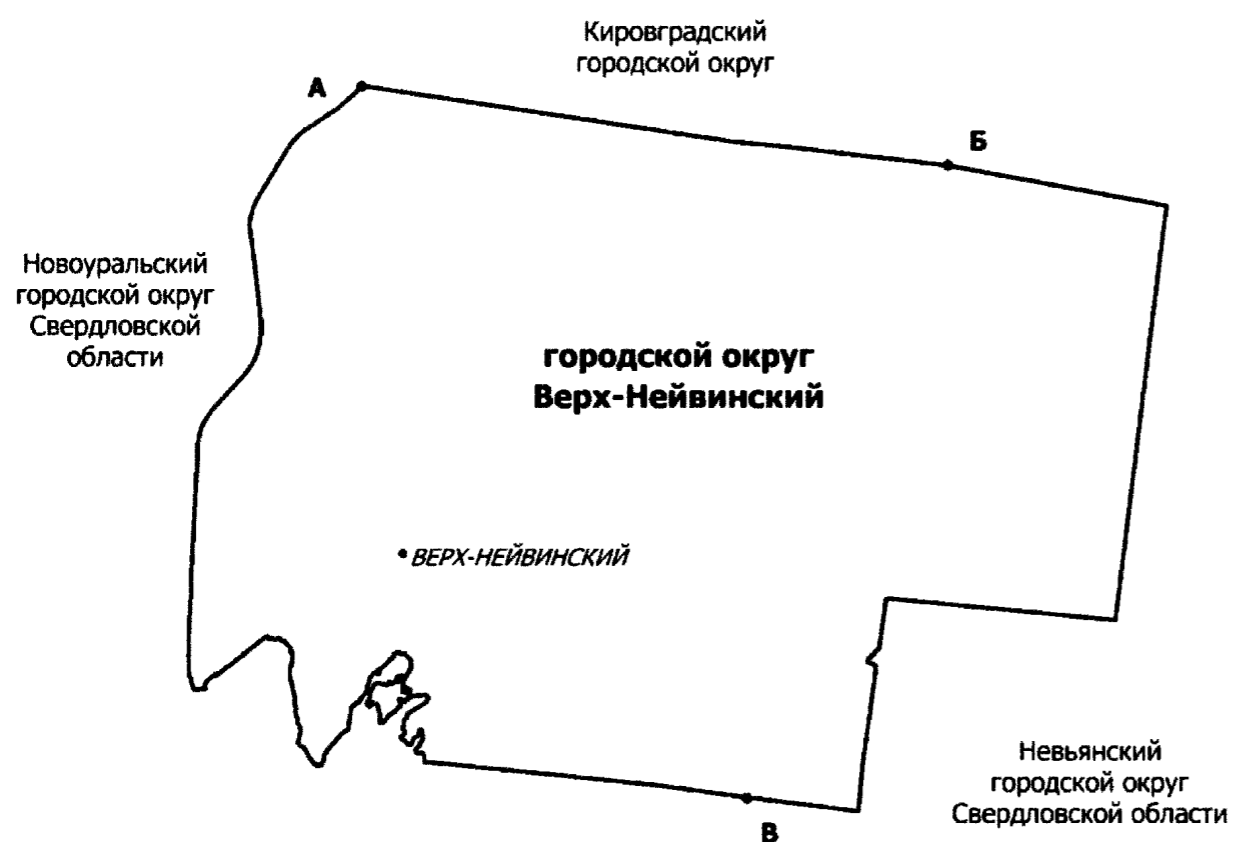 Кировградский
городской округ
А
Б
Новоуральский
городской округ
Свердловской
области
городской округ
Верх-Нейвинский
ВЕРХ-НЕЙВИНСКИЙ
Невьянский
городской округ
Свердловской области
В